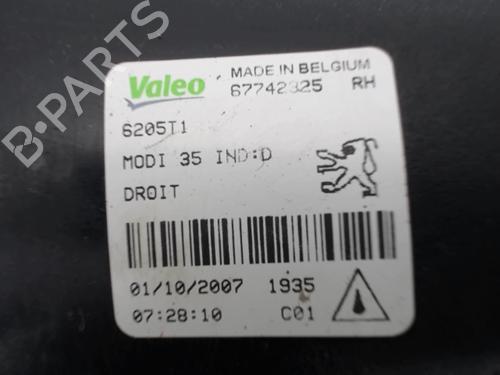 Valeo
MADE IN BELGIUM
67742325 RH
6205T1
MODI 35 IND:D
DROIT
01/10/2007 1935
07:28:10 C01